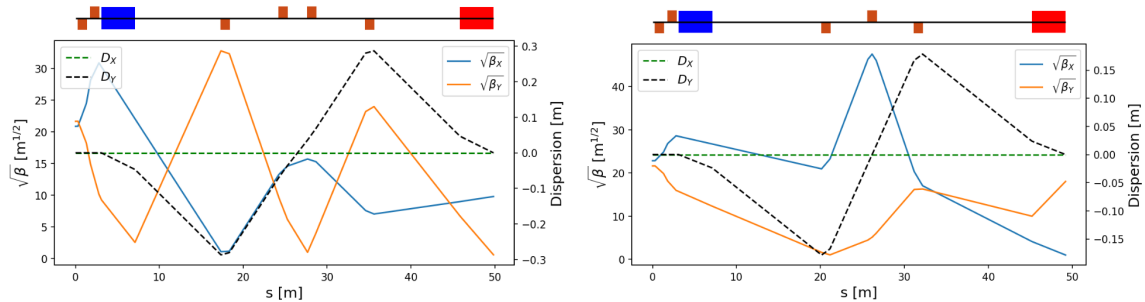 D_X
D_Y
√β_X
√β_Y
30
25
20
15
10
5
0
√β [m^{1/2}]
0.3
0.2
0.1
0.0
−0.1
−0.2
−0.3
Dispersion [m]
0
10
20
30
40
50
s [m]
D_X
D_Y
√β_X
√β_Y
40
30
20
10
0
√β [m^{1/2}]
0.15
0.10
0.05
0.00
−0.05
−0.10
−0.15
Dispersion [m]
0
10
20
30
40
50
s [m]